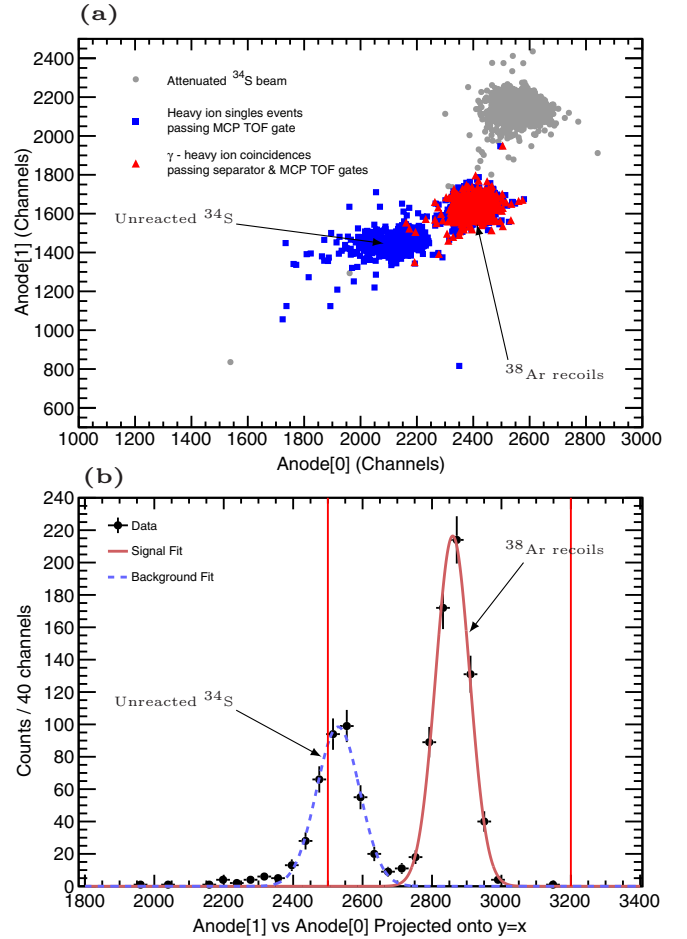 (a)
2400
2200
2000
1800
1600
1400
1200
1000
800
600
Anode[1] (Channels)
Attenuated ³⁴S beam
Heavy ion singles events
passing MCP TOF gate
γ - heavy ion coincidences
passing separator & MCP TOF gates
Unreacted ³⁴S
³⁸Ar recoils
1000 1200 1400 1600 1800 2000 2200 2400 2600 2800 3000
Anode[0] (Channels)
(b)
240
220
200
180
160
140
120
100
80
60
40
20
0
Counts / 40 channels
Data
Signal Fit
Background Fit
³⁸Ar recoils
Unreacted ³⁴S
1800 2000 2200 2400 2600 2800 3000 3200 3400
Anode[1] vs Anode[0] Projected onto y=x